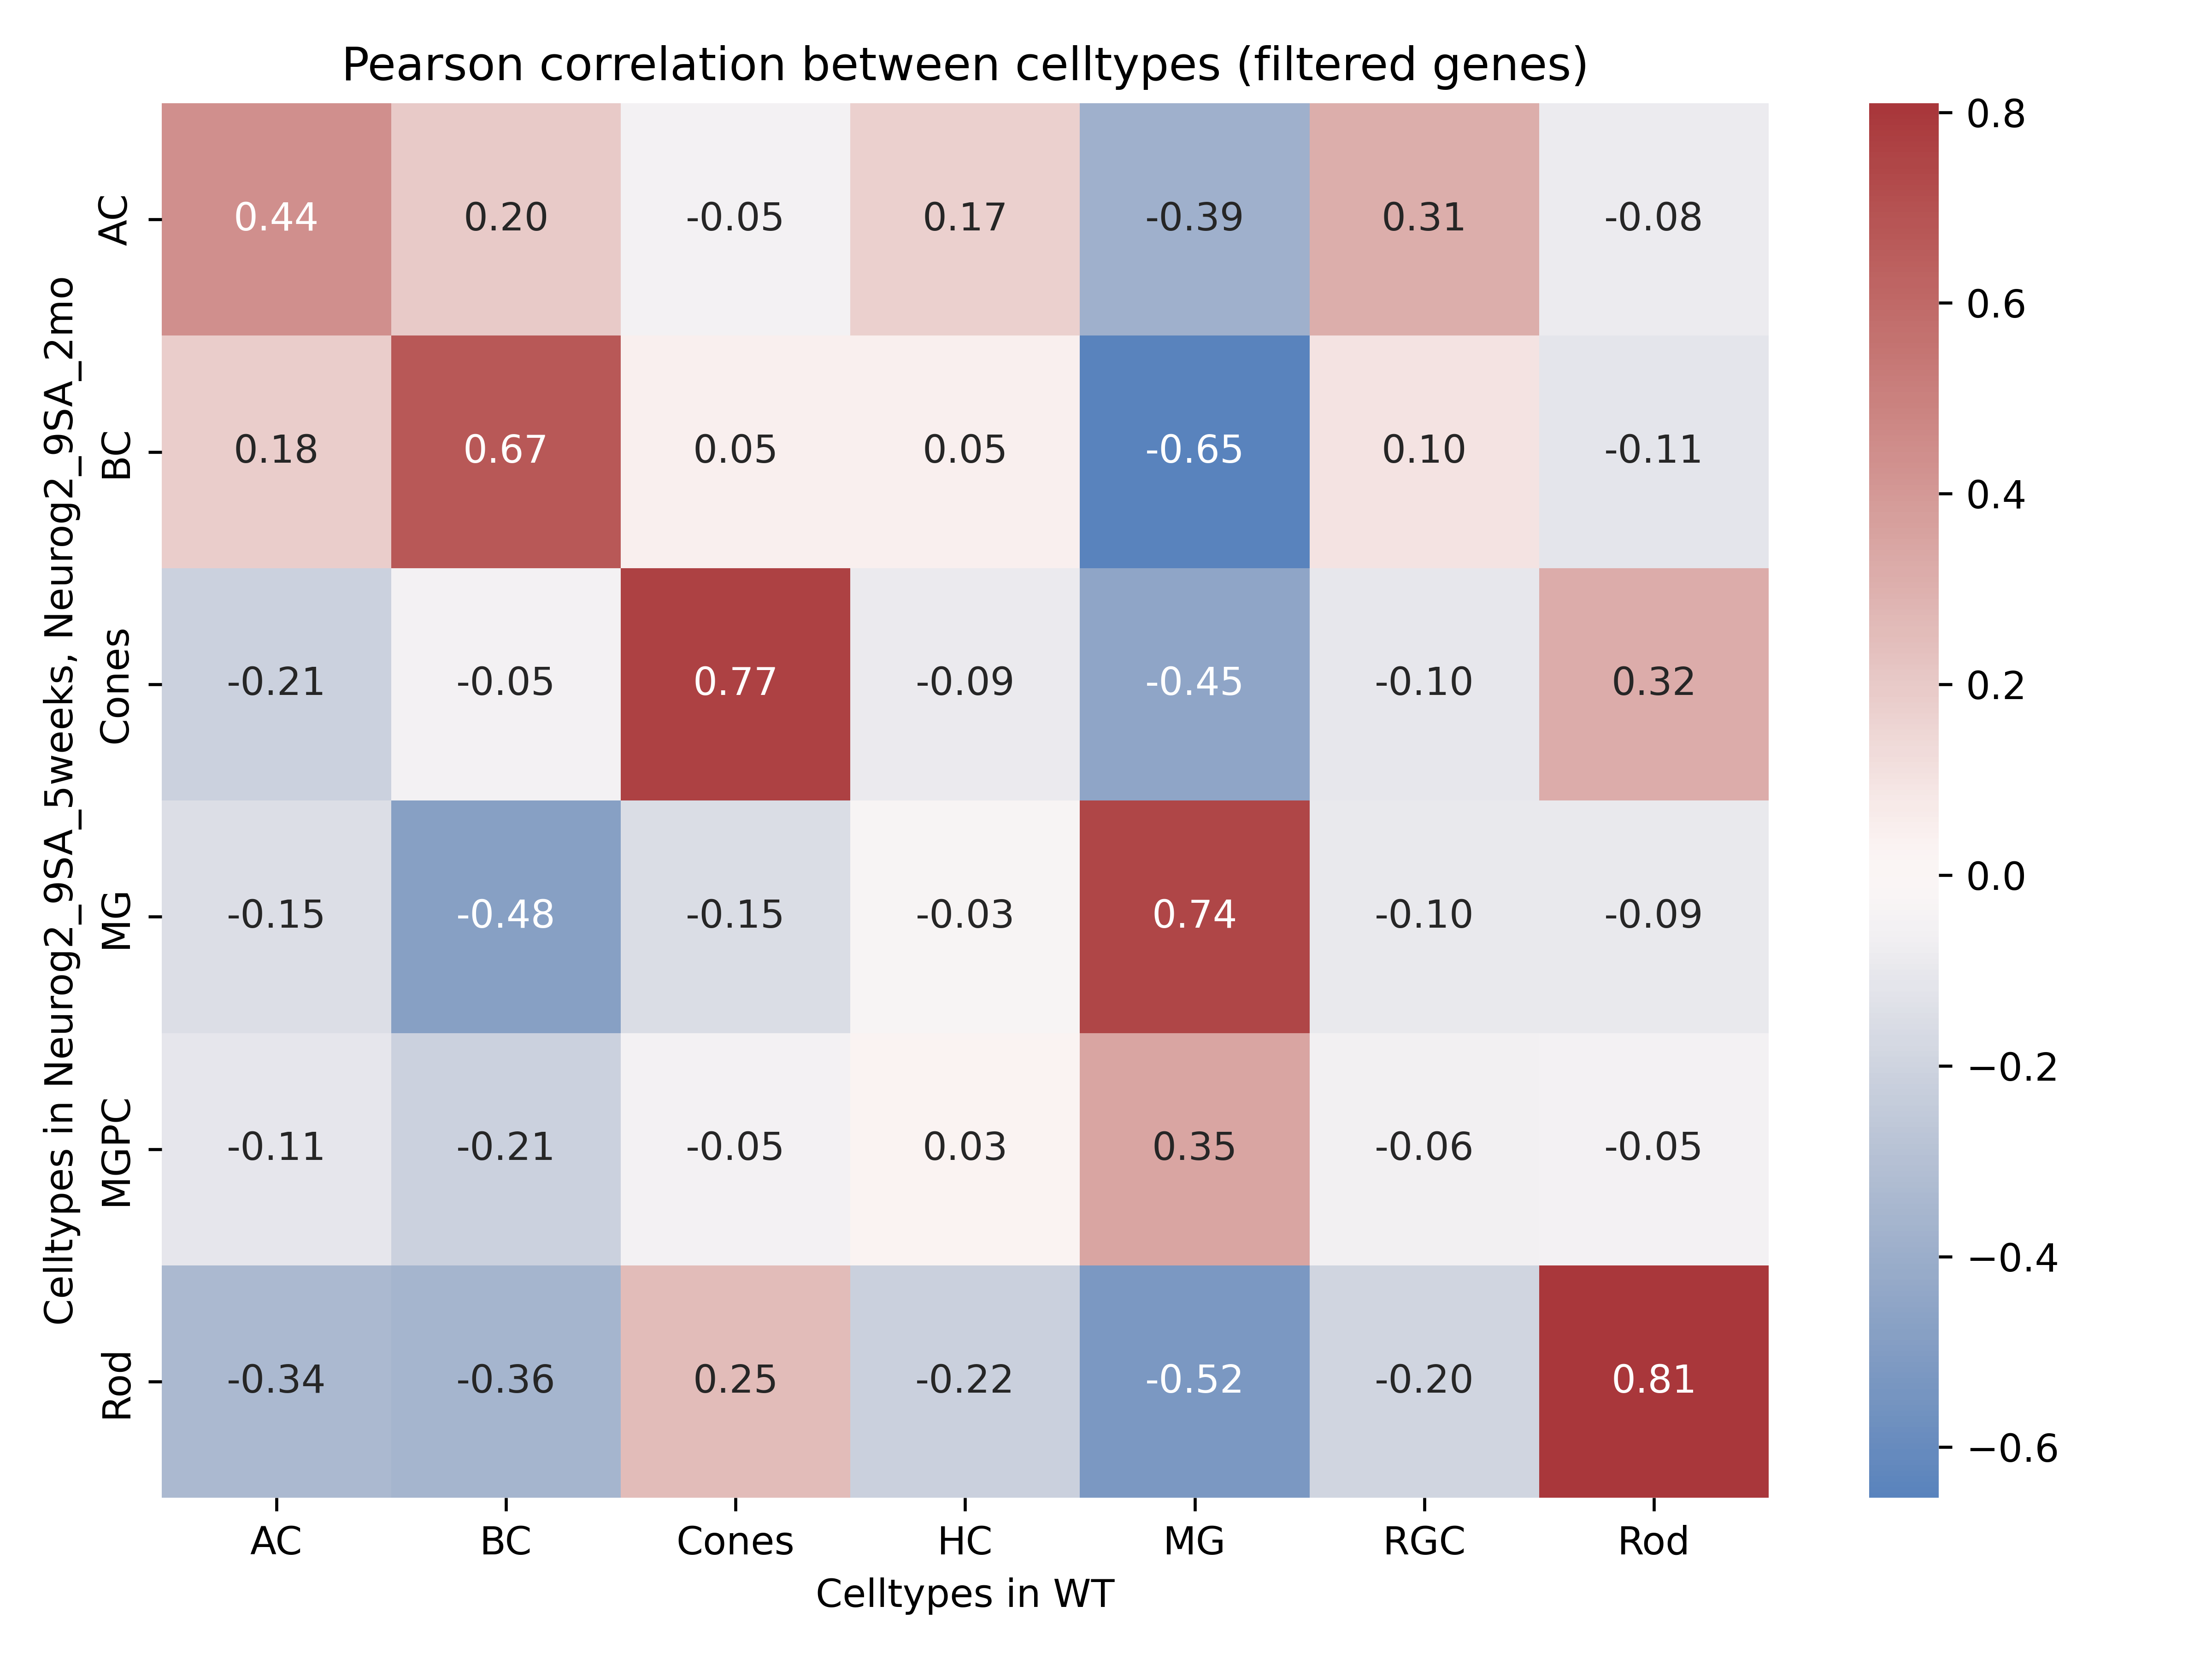 Pearson correlation between celltypes (filtered genes)
Celltypes in Neurog2_9SA_5weeks, Neurog2_9SA_2mo
AC 0.44 0.20 -0.05 0.17 -0.39 0.31 -0.08
BC 0.18 0.67 0.05 0.05 -0.65 0.10 -0.11
Cones -0.21 -0.05 0.77 -0.09 -0.45 -0.10 0.32
MG -0.15 -0.48 -0.15 -0.03 0.74 -0.10 -0.09
MGPC -0.11 -0.21 -0.05 0.03 0.35 -0.06 -0.05
Rod -0.34 -0.36 0.25 -0.22 -0.52 -0.20 0.81
AC BC Cones HC MG RGC Rod
Celltypes in WT
0.8
0.6
0.4
0.2
0.0
−0.2
−0.4
−0.6